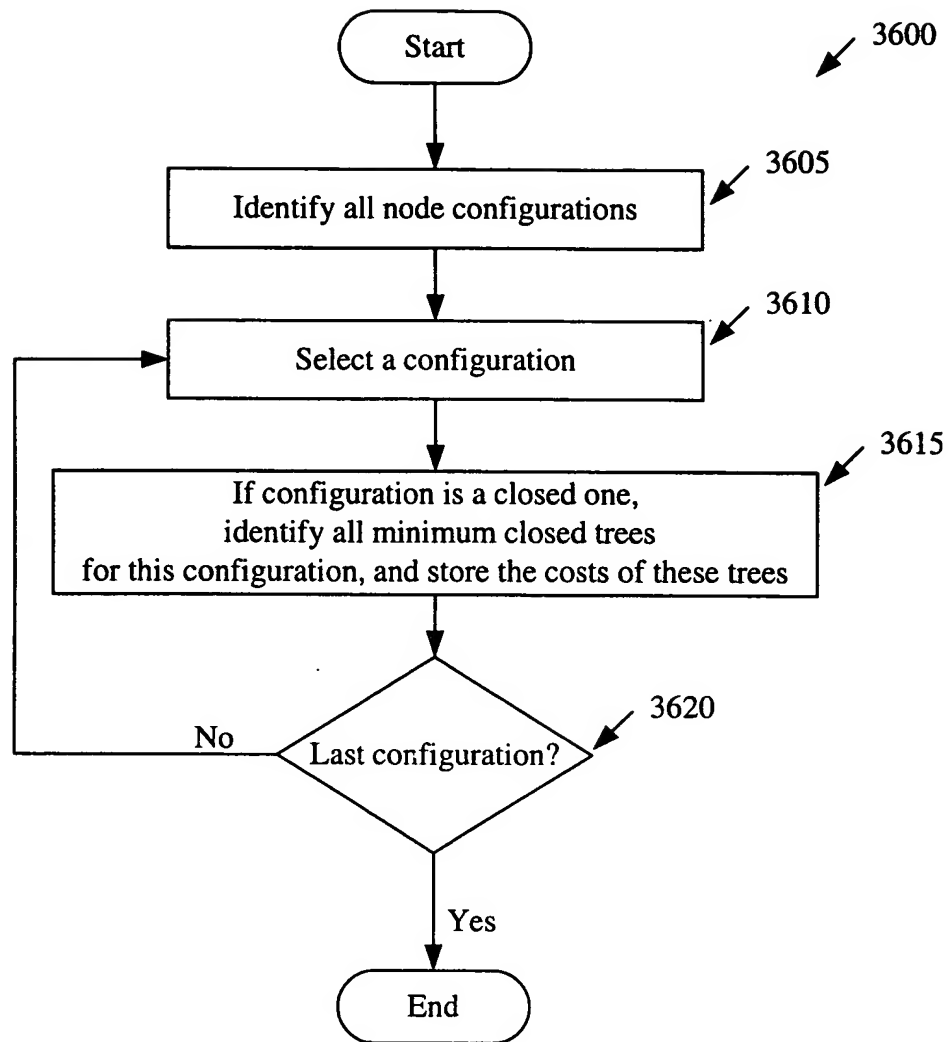 Start
3600
3605
Identify all node configurations
3610
Select a configuration
3615
If configuration is a closed one,
identify all minimum closed trees
for this configuration, and store the costs of these trees
3620
No
Last configuration?
Yes
End